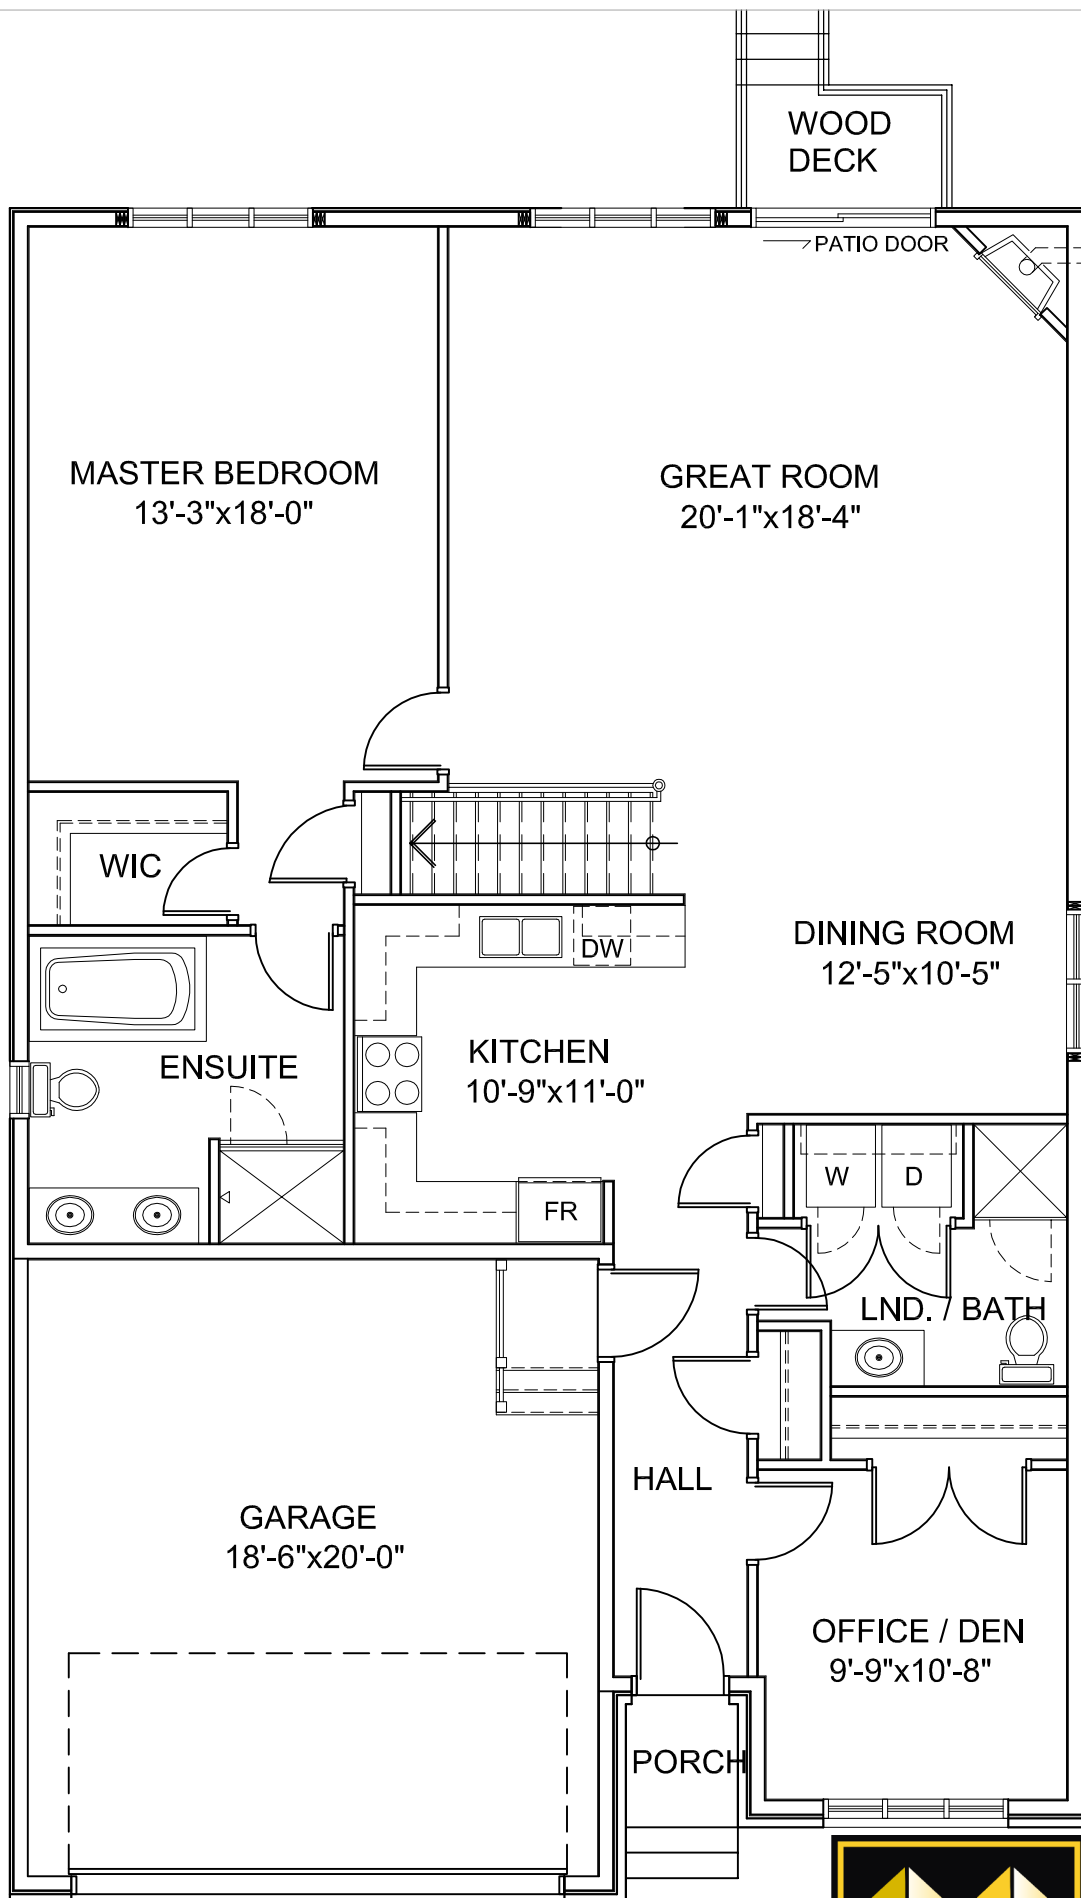 WOOD
DECK
PATIO DOOR
MASTER BEDROOM
13'-3"x18'-0"
GREAT ROOM
20'-1"x18'-4"
WIC
DW
DINING ROOM
12'-5"x10'-5"
ENSUITE
KITCHEN
10'-9"x11'-0"
W
D
FR
LND. / BATH
HALL
GARAGE
18'-6"x20'-0"
OFFICE / DEN
9'-9"x10'-8"
PORCH